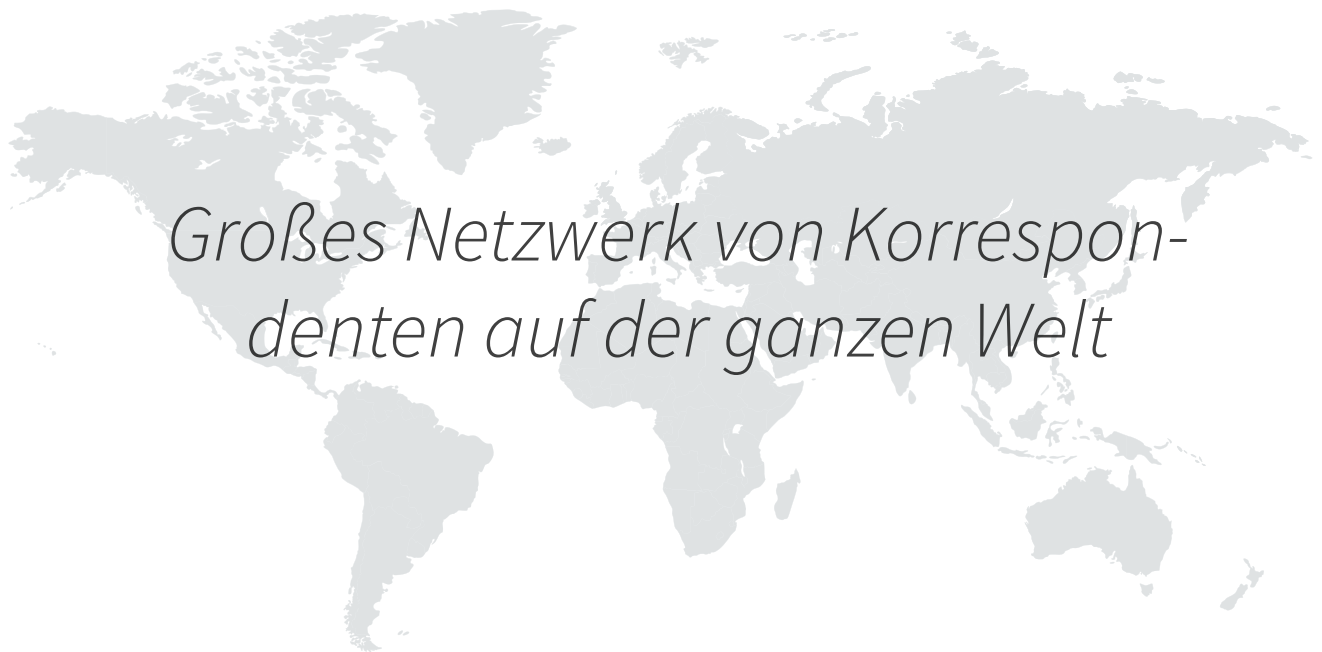 Großes Netzwerk von Korrespon-
denten auf der ganzen Welt